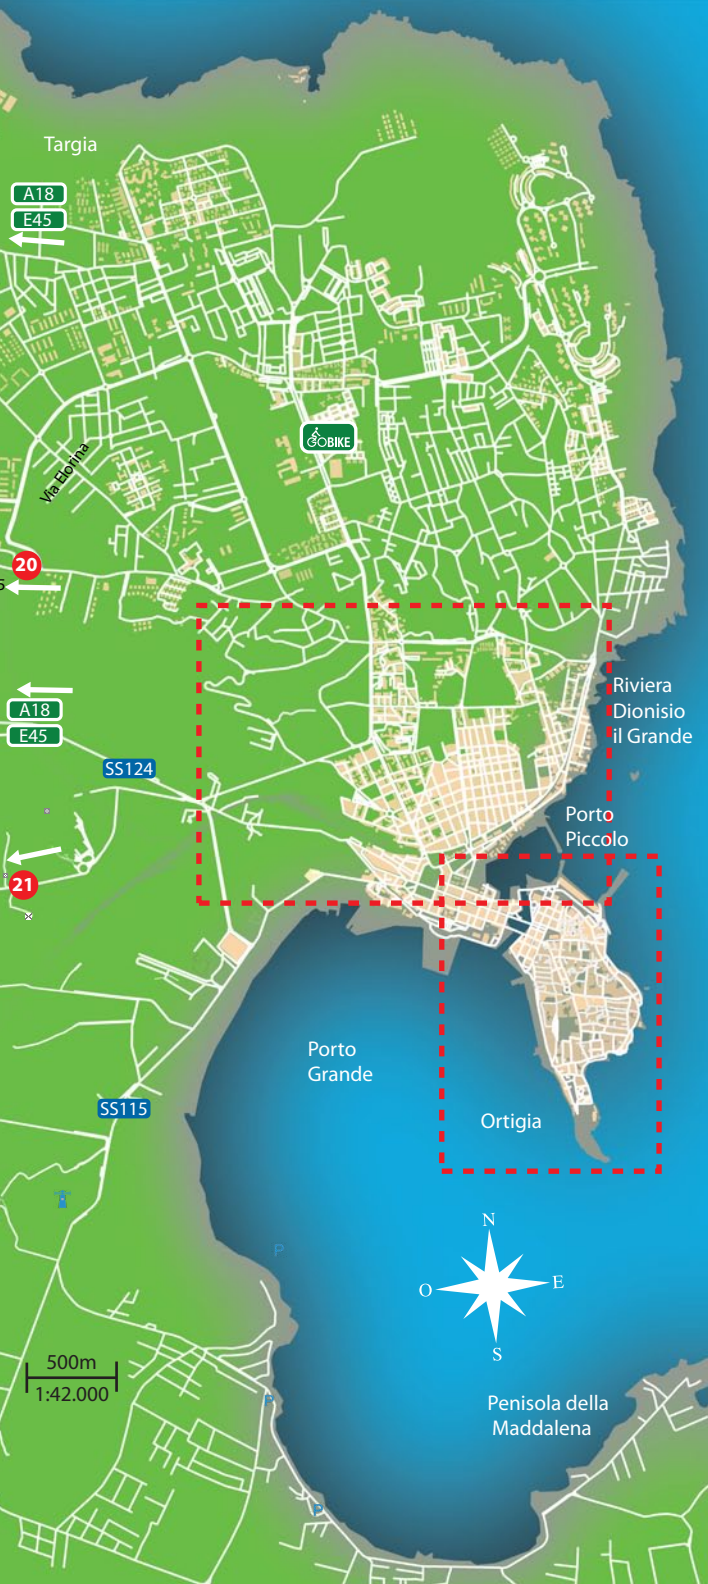 Targia
A18
E45
GOBIKE
Via Elorina
20
5
A18
E45
Riviera
Dionisio
il Grande
SS124
Porto
Piccolo
21
Porto
Grande
SS115
Ortigia
P
N
O
E
S
500m
1:42.000
P
Penisola della
Maddalena
P